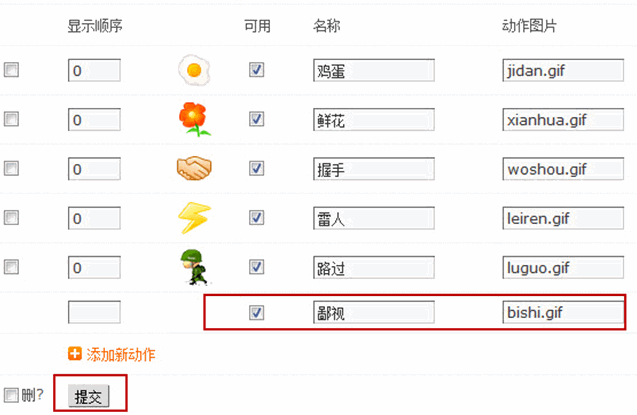 显示顺序 可用 名称 动作图片
0 鸡蛋 jidan.gif
0 鲜花 xianhua.gif
0 握手 woshou.gif
0 雷人 leiren.gif
0 路过 luguo.gif
鄙视 bishi.gif
添加新动作
删? 提交